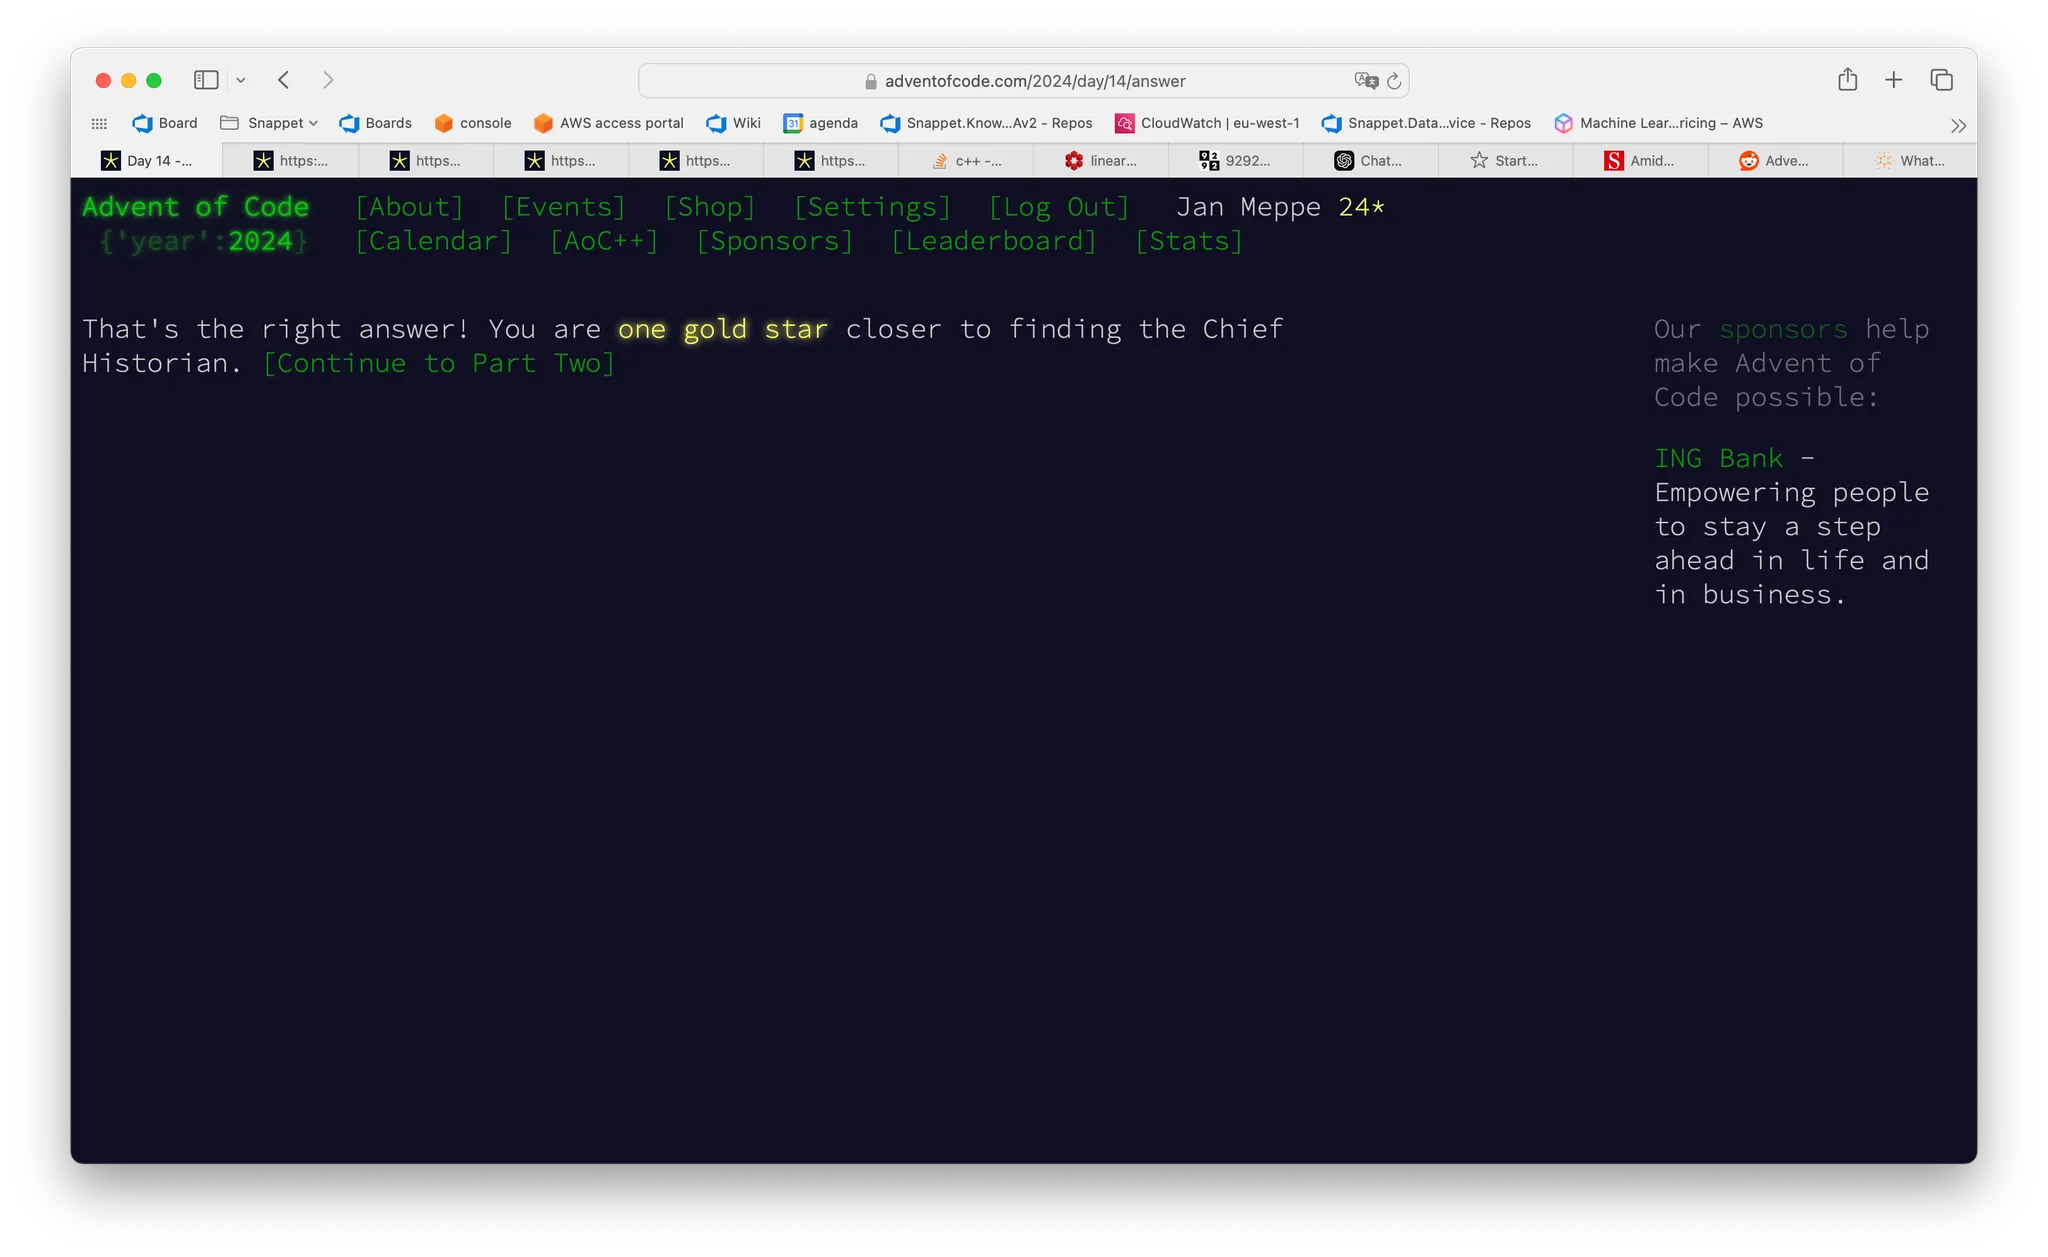 adventofcode.com/2024/day/14/answer
Board Snappet Boards console AWS access portal Wiki 31 agenda Snappet.Know...Av2 - Repos CloudWatch | eu-west-1 Snappet.Data...vice - Repos Machine Lear...ricing – AWS
Day 14 -... https:... https... https... https... https... c++ -... linear... 9292... Chat... Start... S Amid... Adve... What...
Advent of Code [About] [Events] [Shop] [Settings] [Log Out] Jan Meppe 24*
{'year':2024} [Calendar] [AoC++] [Sponsors] [Leaderboard] [Stats]
That's the right answer! You are one gold star closer to finding the Chief
Historian. [Continue to Part Two]
Our sponsors help
make Advent of
Code possible:
ING Bank -
Empowering people
to stay a step
ahead in life and
in business.